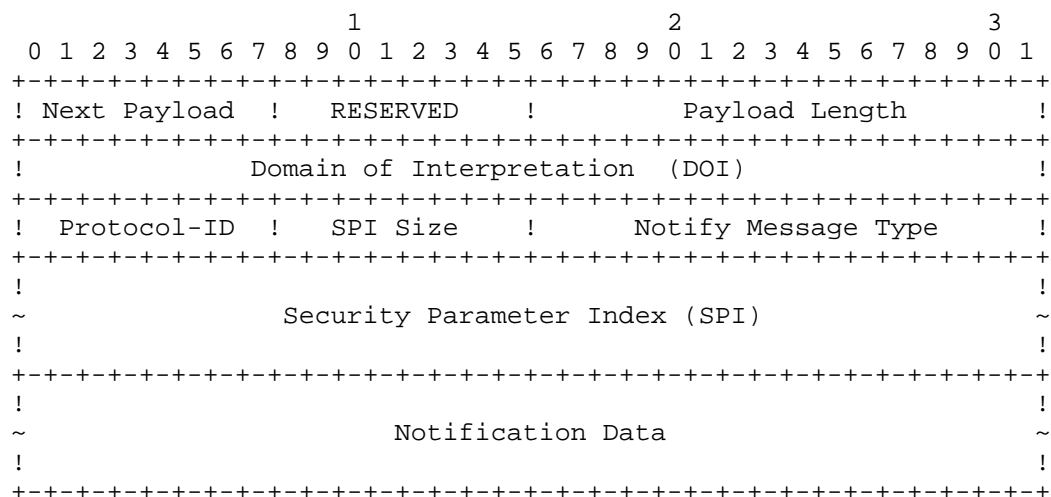 1                   2                   3
 0 1 2 3 4 5 6 7 8 9 0 1 2 3 4 5 6 7 8 9 0 1 2 3 4 5 6 7 8 9 0 1
+-+-+-+-+-+-+-+-+-+-+-+-+-+-+-+-+-+-+-+-+-+-+-+-+-+-+-+-+-+-+-+-+
! Next Payload  !   RESERVED    !         Payload Length        !
+-+-+-+-+-+-+-+-+-+-+-+-+-+-+-+-+-+-+-+-+-+-+-+-+-+-+-+-+-+-+-+-+
!              Domain of Interpretation  (DOI)                  !
+-+-+-+-+-+-+-+-+-+-+-+-+-+-+-+-+-+-+-+-+-+-+-+-+-+-+-+-+-+-+-+-+
!  Protocol-ID  !   SPI Size    !      Notify Message Type      !
+-+-+-+-+-+-+-+-+-+-+-+-+-+-+-+-+-+-+-+-+-+-+-+-+-+-+-+-+-+-+-+-+
!                                                               !
~                Security Parameter Index (SPI)                 ~
!                                                               !
+-+-+-+-+-+-+-+-+-+-+-+-+-+-+-+-+-+-+-+-+-+-+-+-+-+-+-+-+-+-+-+-+
!                                                               !
~                       Notification Data                       ~
!                                                               !
+-+-+-+-+-+-+-+-+-+-+-+-+-+-+-+-+-+-+-+-+-+-+-+-+-+-+-+-+-+-+-+-+